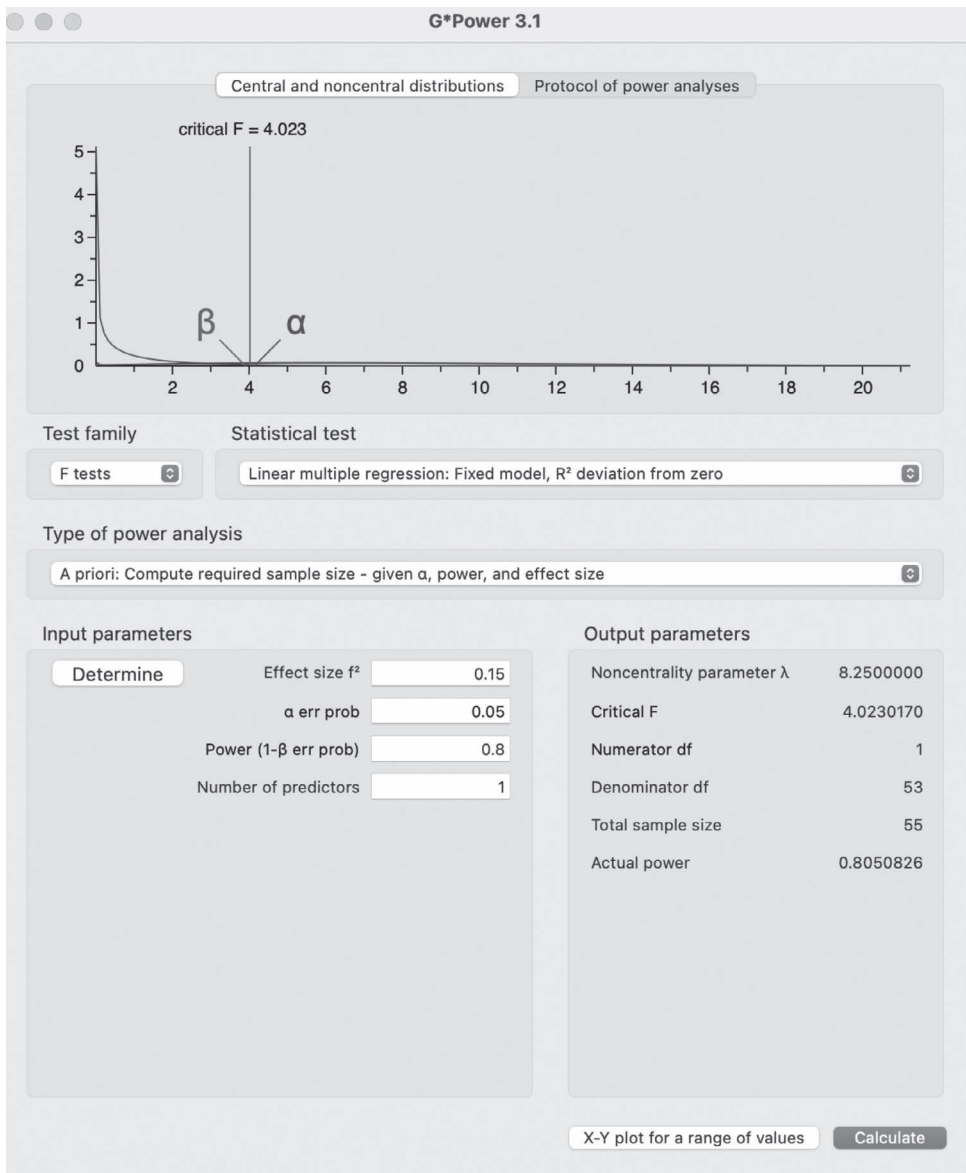 G*Power 3.1
Central and noncentral distributions Protocol of power analyses
critical F = 4.023
5
4
3
2
1
0
β α
2 4 6 8 10 12 14 16 18 20
Test family Statistical test
F tests Linear multiple regression: Fixed model, R² deviation from zero
Type of power analysis
A priori: Compute required sample size - given α, power, and effect size
Input parameters Output parameters
Determine Effect size f² 0.15 Noncentrality parameter λ 8.2500000
α err prob 0.05 Critical F 4.0230170
Power (1-β err prob) 0.8 Numerator df 1
Number of predictors 1 Denominator df 53
Total sample size 55
Actual power 0.8050826
X-Y plot for a range of values Calculate